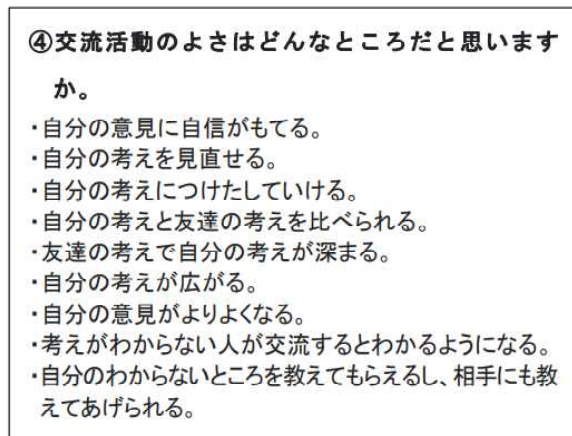 ④交流活動のよさはどんなところだと思います
か。
・自分の意見に自信がもてる。
・自分の考えを見直せる。
・自分の考えにつけたしていける。
・自分の考えと友達の考えを比べられる。
・友達の考えで自分の考えが深まる。
・自分の考えが広がる。
・自分の意見がよりよくなる。
・考えがわからない人が交流するとわかるようになる。
・自分のわからないところを教えてもらえるし、相手にも教
えてあげられる。